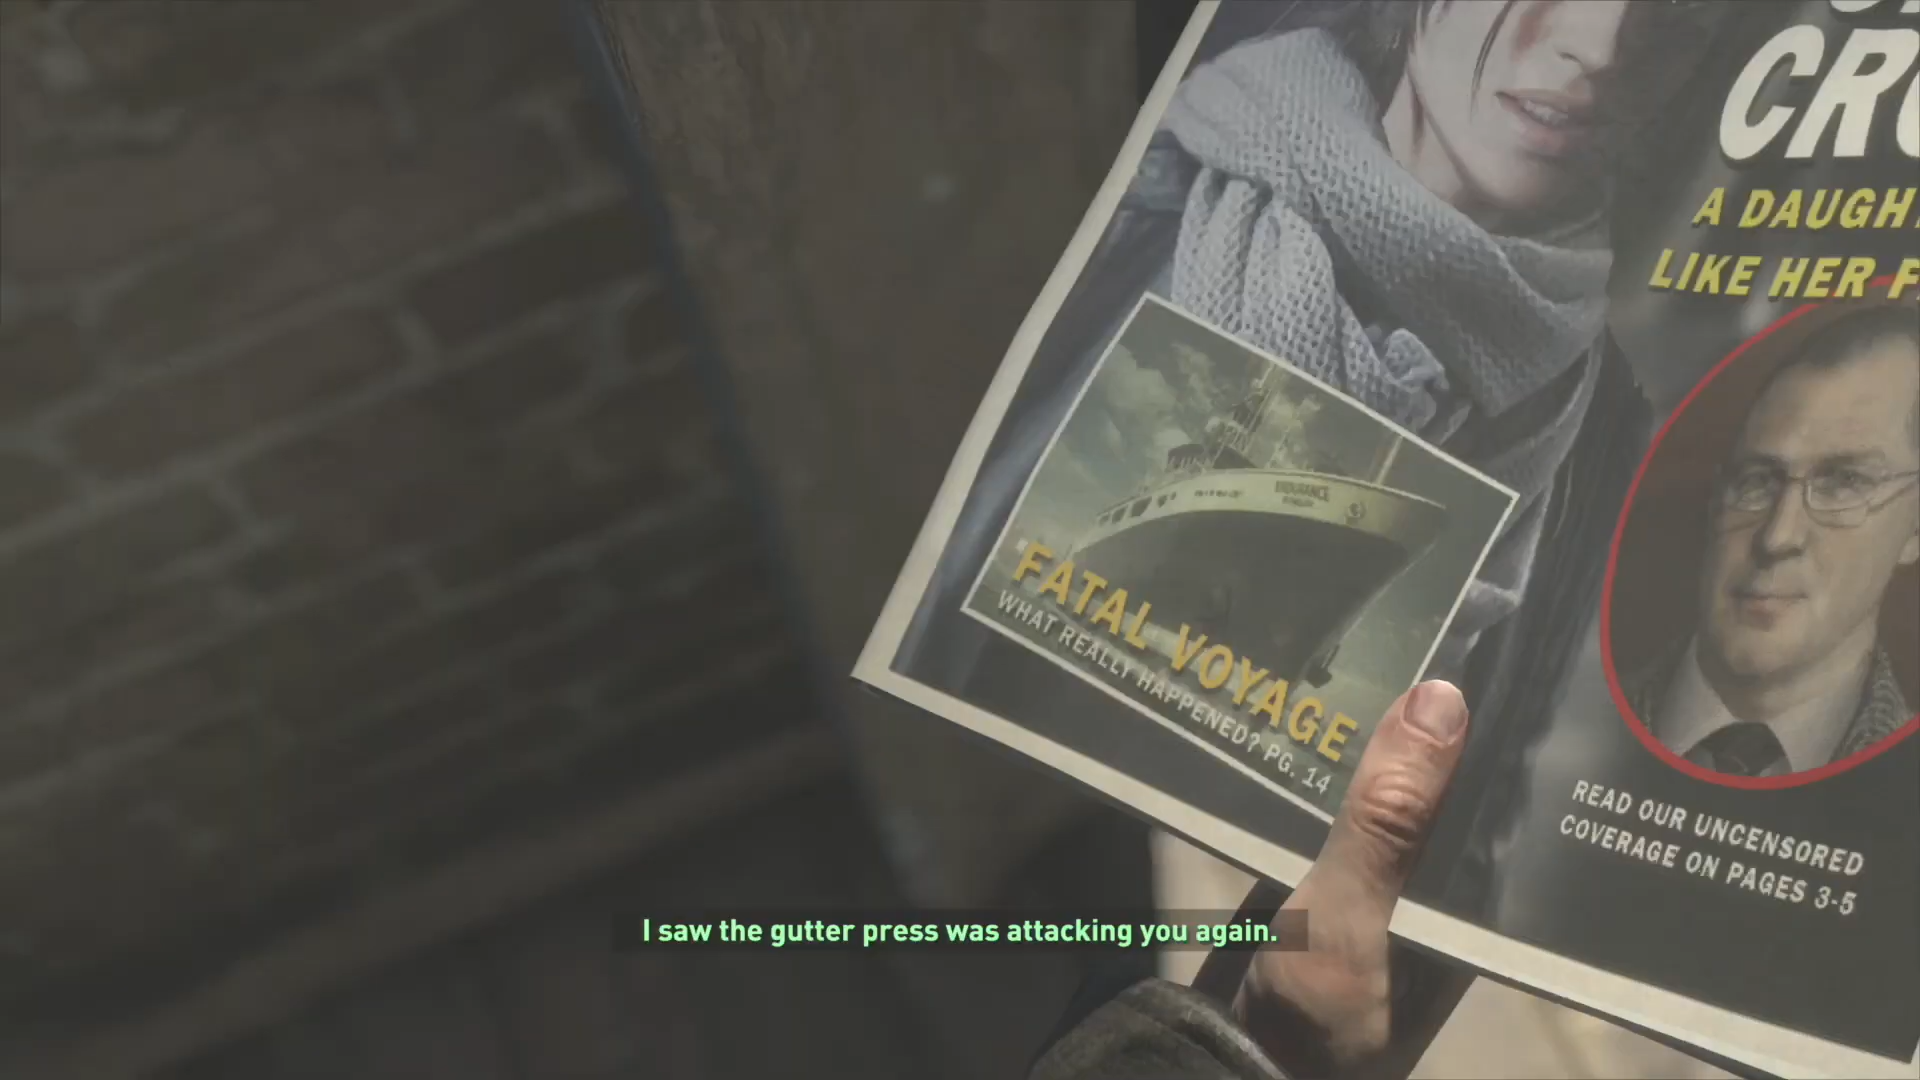 CR
A DAUGH
LIKE HER F
ENDURANCE
FATAL VOYAGE
WHAT REALLY HAPPENED? PG. 14
READ OUR UNCENSORED
COVERAGE ON PAGES 3-5
I saw the gutter press was attacking you again.